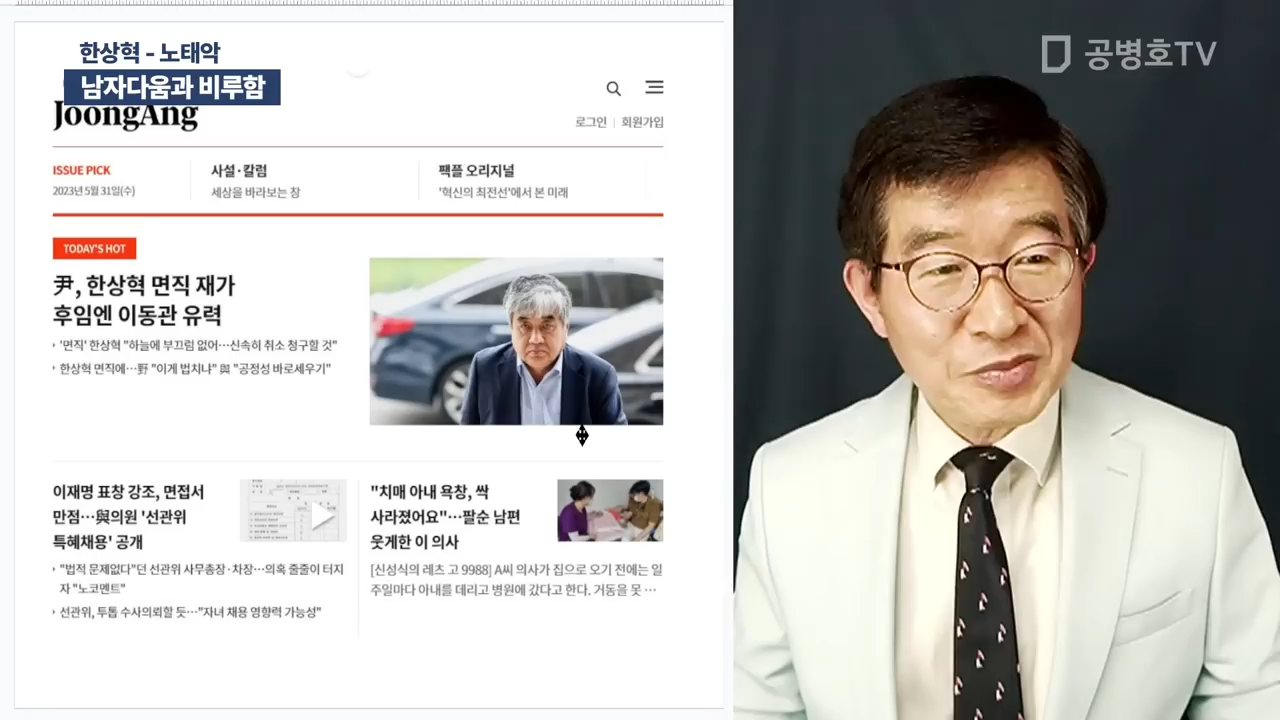 한상혁 - 노태악
남자다움과 비루함
공병호TV
JoongAng
로그인 | 회원가입
ISSUE PICK
2023년 5월 31일(수)
사설·칼럼
세상을 바라보는 창
팩플 오리지널
'혁신의 최전선'에서 본 미래
TODAY'S HOT
尹, 한상혁 면직 재가
후임엔 이동관 유력
'면직' 한상혁 "하늘에 부끄럼 없어…신속히 취소 청구할 것"
한상혁 면직에…野 "이게 법치냐" 與 "공정성 바로세우기"
이재명 표창 강조, 면접서
만점…與의원 '선관위
특혜채용' 공개
"법적 문제없다"던 선관위 사무총장·차장…의혹 줄줄이 터지
자 "노코멘트"
선관위, 투톱 수사의뢰할 듯…"자녀 채용 영향력 가능성"
"치매 아내 욕창, 싹
사라졌어요"…팔순 남편
웃게한 이 의사
[신성식의 레츠 고 9988] A씨 의사가 집으로 오기 전에는 일
주일마다 아내를 데리고 병원에 갔다고 한다. 거동을 못 …